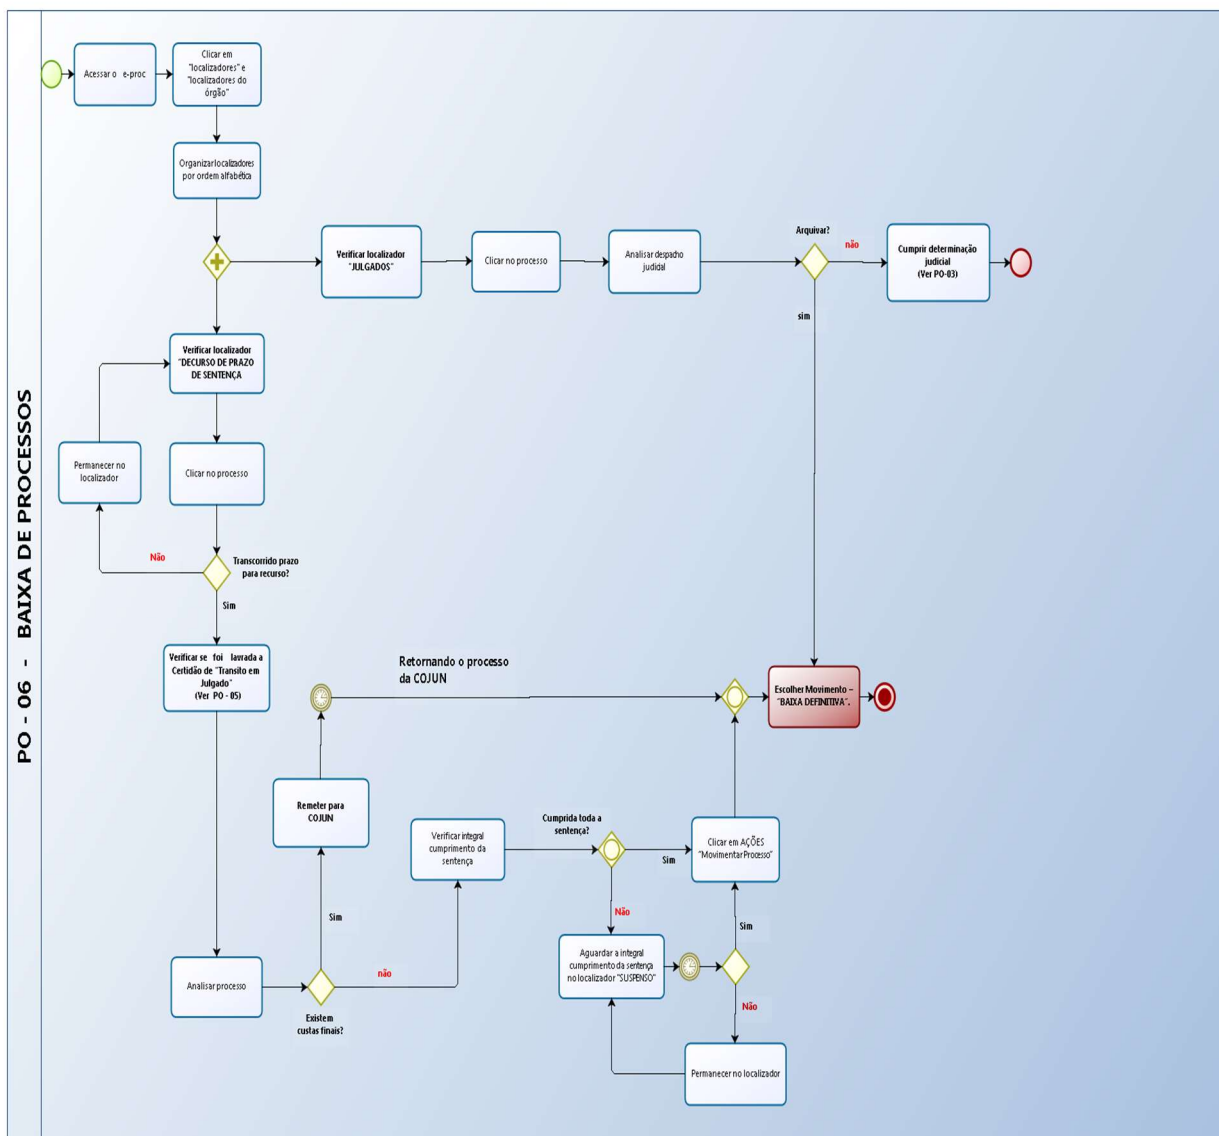 PO - 06 - BAIXA DE PROCESSOS
Acessar o e-proc
Clicar em
"localizadores" e
"localizadores do
órgão"
Organizar localizadores
por ordem alfabética
Verificar localizador
"JULGADOS"
Clicar no processo
Analisar despacho
judicial
Arquivar?
não
sim
Cumprir determinação
judicial
(Ver PO-03)
Verificar localizador
"DECURSO DE PRAZO
DE SENTENÇA
Permanecer no
localizador
Clicar no processo
Não
Transcorrido prazo
para recurso?
Sim
Verificar se foi lavrada a
Certidão de "Transito em
Julgado"
(Ver PO - 05)
Retornando o processo
da COJUN
Escolher Movimento –
"BAIXA DEFINITIVA".
Remeter para
COJUN
Verificar integral
cumprimento da
sentença
Cumprida toda a
sentença?
Sim
Clicar em AÇÕES
"Movimentar Processo"
Sim
Não
Sim
Aguardar a integral
cumprimento da sentença
no localizador "SUSPENSO"
Analisar processo
não
Existem
custas finais?
Não
Permanecer no localizador